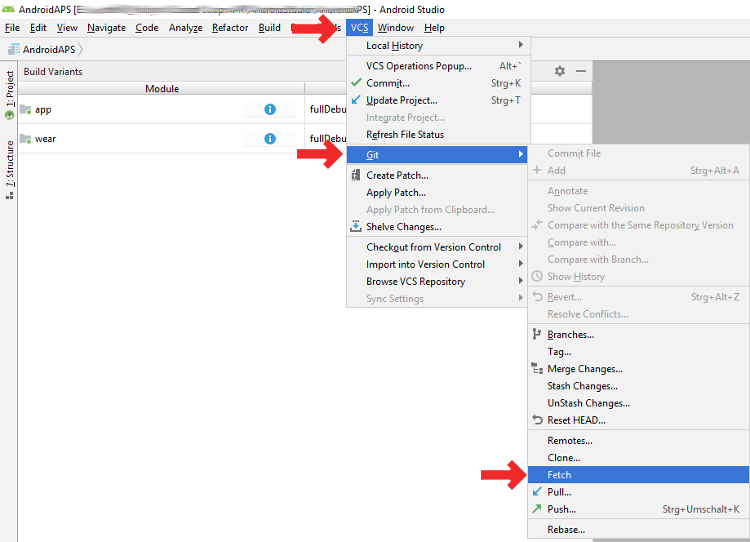 AndroidAPS [ AndroidAPS] - Android Studio
File Edit View Navigate Code Analyze Refactor Build VCS Window Help
AndroidAPS
Build Variants
Module
app fullDebu
wear fullDebu
1: Project
7: Structure
Local History
VCS Operations Popup... Alt+`
Commit... Strg+K
Update Project... Strg+T
Integrate Project...
Refresh File Status
Git
Create Patch...
Apply Patch...
Apply Patch from Clipboard...
Shelve Changes...
Checkout from Version Control
Import into Version Control
Browse VCS Repository
Sync Settings
Commit File
Add Strg+Alt+A
Annotate
Show Current Revision
Compare with the Same Repository Version
Compare with...
Compare with Branch...
Show History
Revert... Strg+Alt+Z
Resolve Conflicts...
Branches...
Tag...
Merge Changes...
Stash Changes...
UnStash Changes...
Reset HEAD...
Remotes...
Clone...
Fetch
Pull...
Push... Strg+Umschalt+K
Rebase...